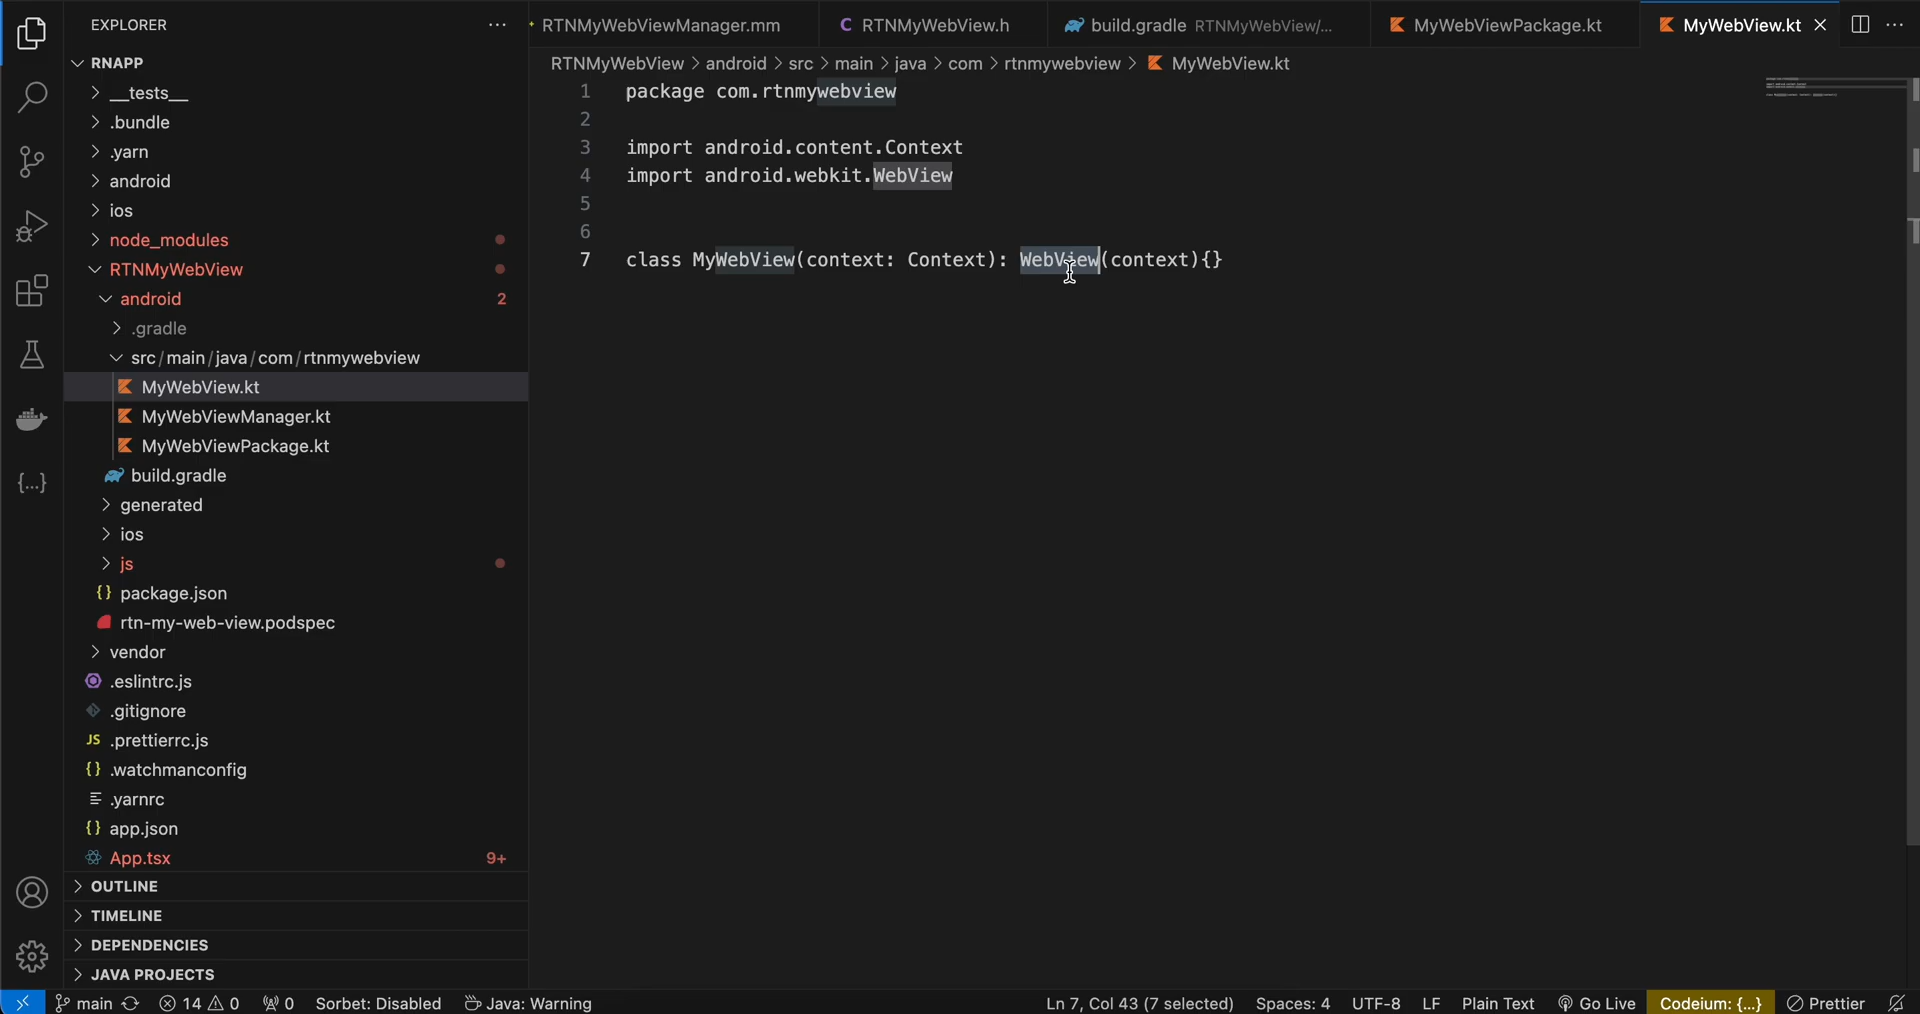 EXPLORER
RNAPP
__tests__
.bundle
.yarn
android
ios
node_modules
RTNMyWebView
android 2
.gradle
src/main/java/com/rtnmywebview
MyWebView.kt
MyWebViewManager.kt
MyWebViewPackage.kt
build.gradle
generated
ios
js
{} package.json
rtn-my-web-view.podspec
vendor
.eslintrc.js
.gitignore
JS .prettierrc.js
{} .watchmanconfig
.yarnrc
{} app.json
App.tsx 9+
OUTLINE
TIMELINE
DEPENDENCIES
JAVA PROJECTS
RTNMyWebViewManager.mm
C RTNMyWebView.h
build.gradle RTNMyWebView/...
MyWebViewPackage.kt
MyWebView.kt
RTNMyWebView > android > src > main > java > com > rtnmywebview > MyWebView.kt
1 package com.rtnmywebview
2
3 import android.content.Context
4 import android.webkit.WebView
5
6
7 class MyWebView(context: Context): WebView(context){}
main 14 0 0 Sorbet: Disabled Java: Warning Ln 7, Col 43 (7 selected) Spaces: 4 UTF-8 LF Plain Text Go Live Codeium: {...} Prettier